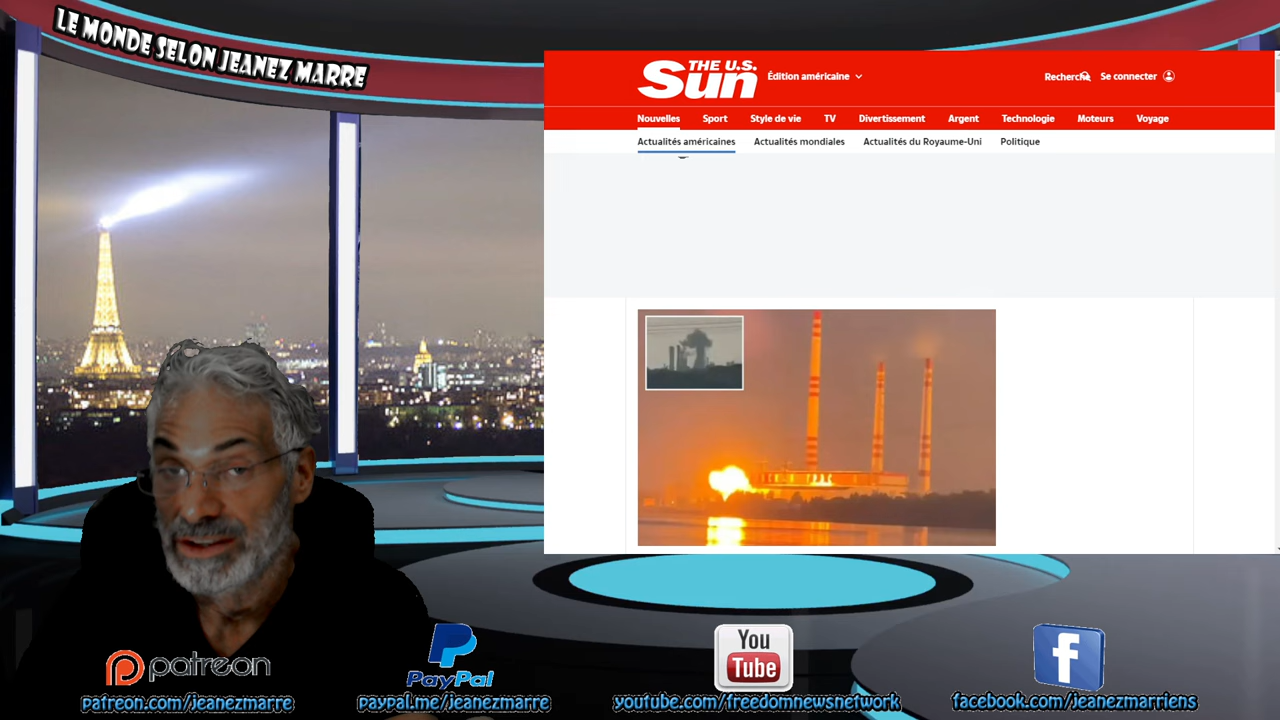 LE MONDE SELON JEANEZ MARRE
THE U.S.
Sun
Édition américaine
Recherche
Se connecter
Nouvelles Sport Style de vie TV Divertissement Argent Technologie Moteurs Voyage
Actualités américaines Actualités mondiales Actualités du Royaume-Uni Politique
patreon
PayPal
You
Tube
f
patreon.com/jeanezmarre
paypal.me/jeanezmarre
youtube.com/freedomnewsnetwork
facebook.com/jeanezmarriens